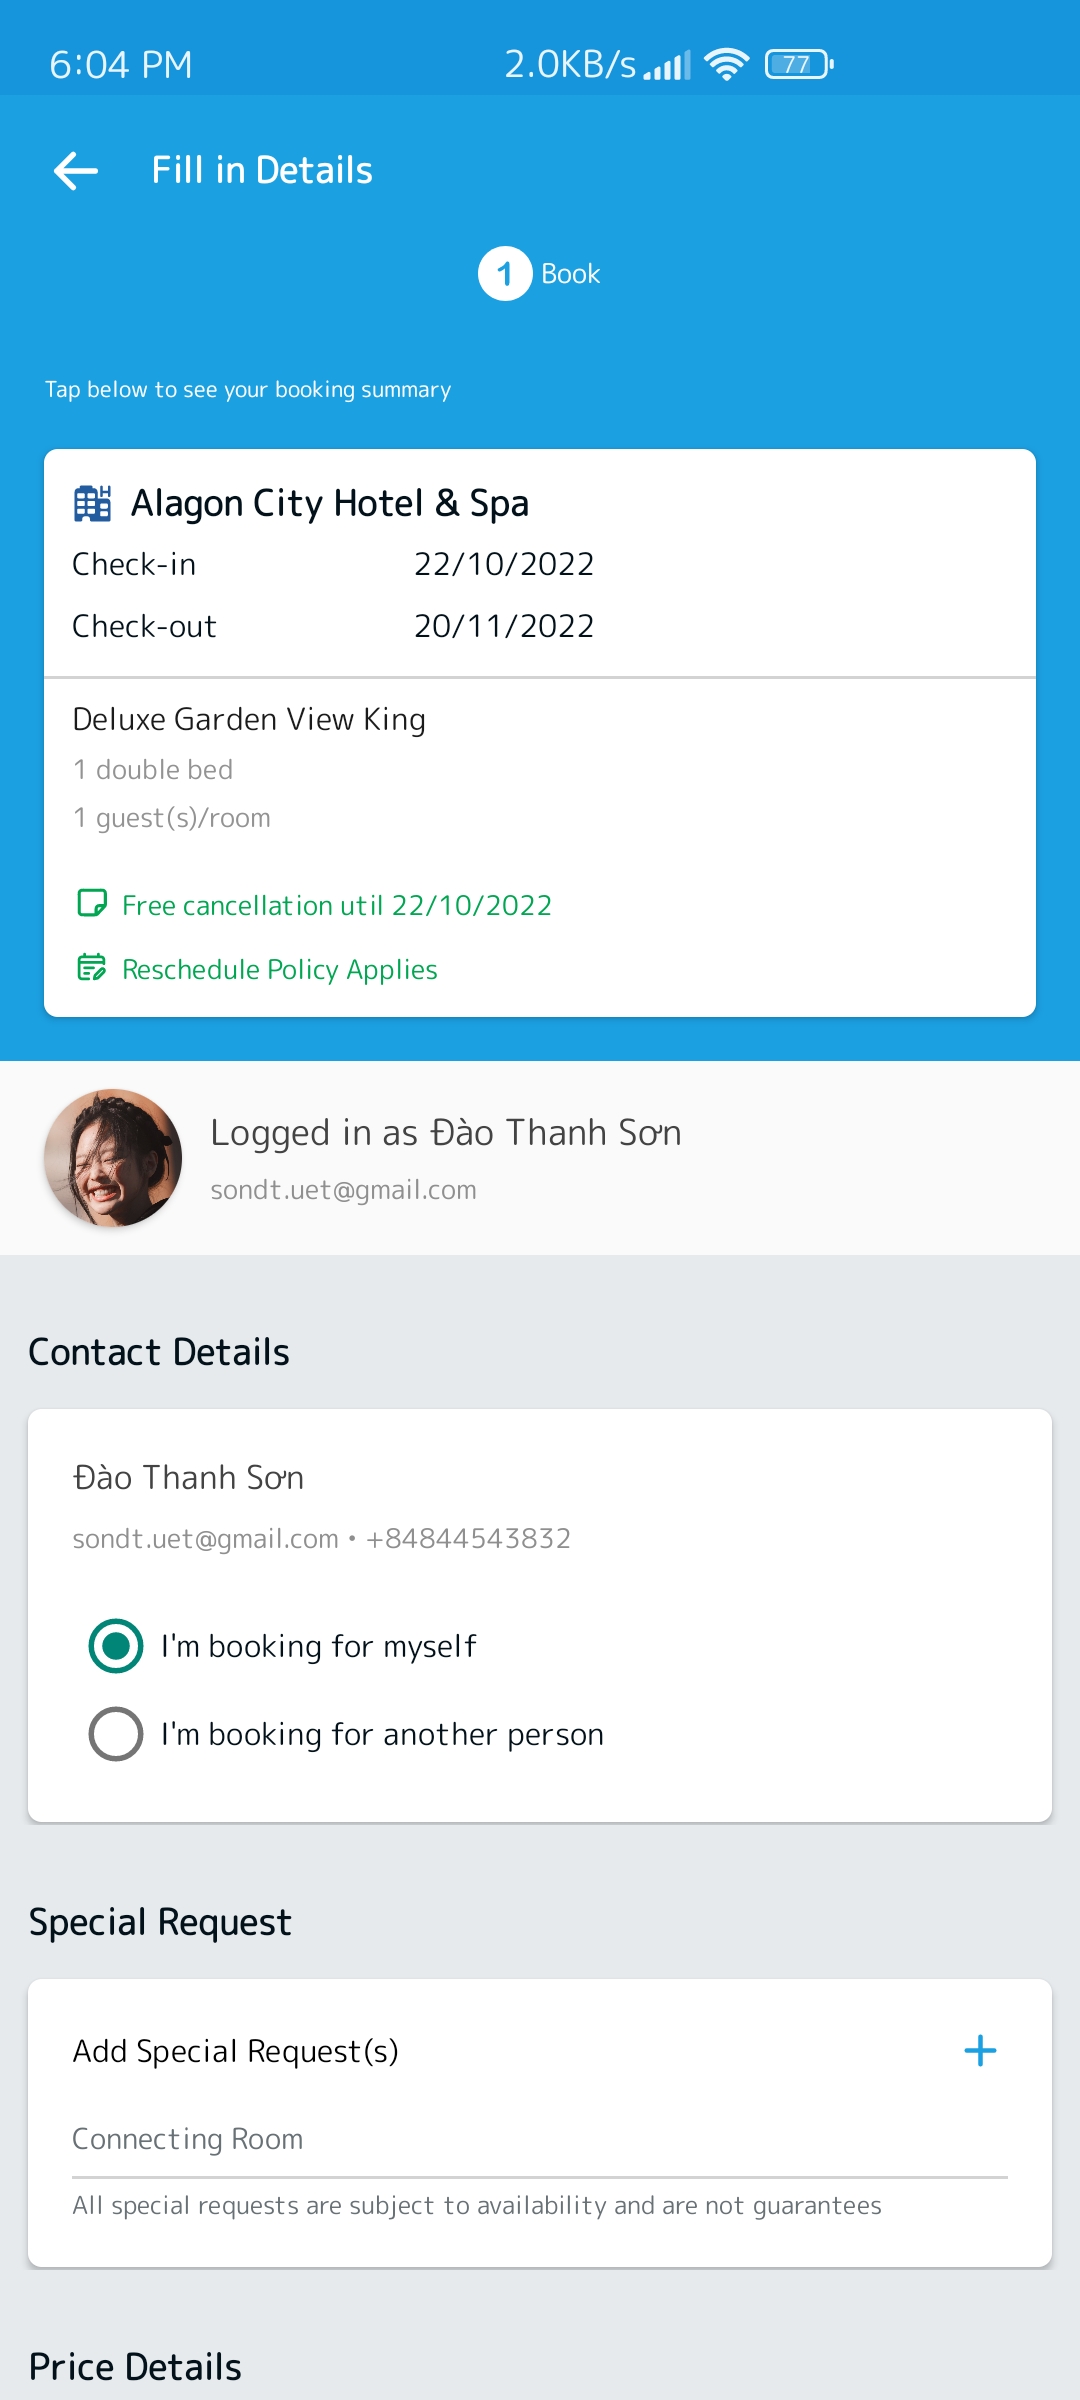 6:04 PM 2.0KB/s 77
Fill in Details
1 Book
Tap below to see your booking summary
Alagon City Hotel & Spa
Check-in 22/10/2022
Check-out 20/11/2022
Deluxe Garden View King
1 double bed
1 guest(s)/room
Free cancellation util 22/10/2022
Reschedule Policy Applies
Logged in as Đào Thanh Sơn
sondt.uet@gmail.com
Contact Details
Đào Thanh Sơn
sondt.uet@gmail.com • +84844543832
I'm booking for myself
I'm booking for another person
Special Request
Add Special Request(s)
Connecting Room
All special requests are subject to availability and are not guarantees
Price Details